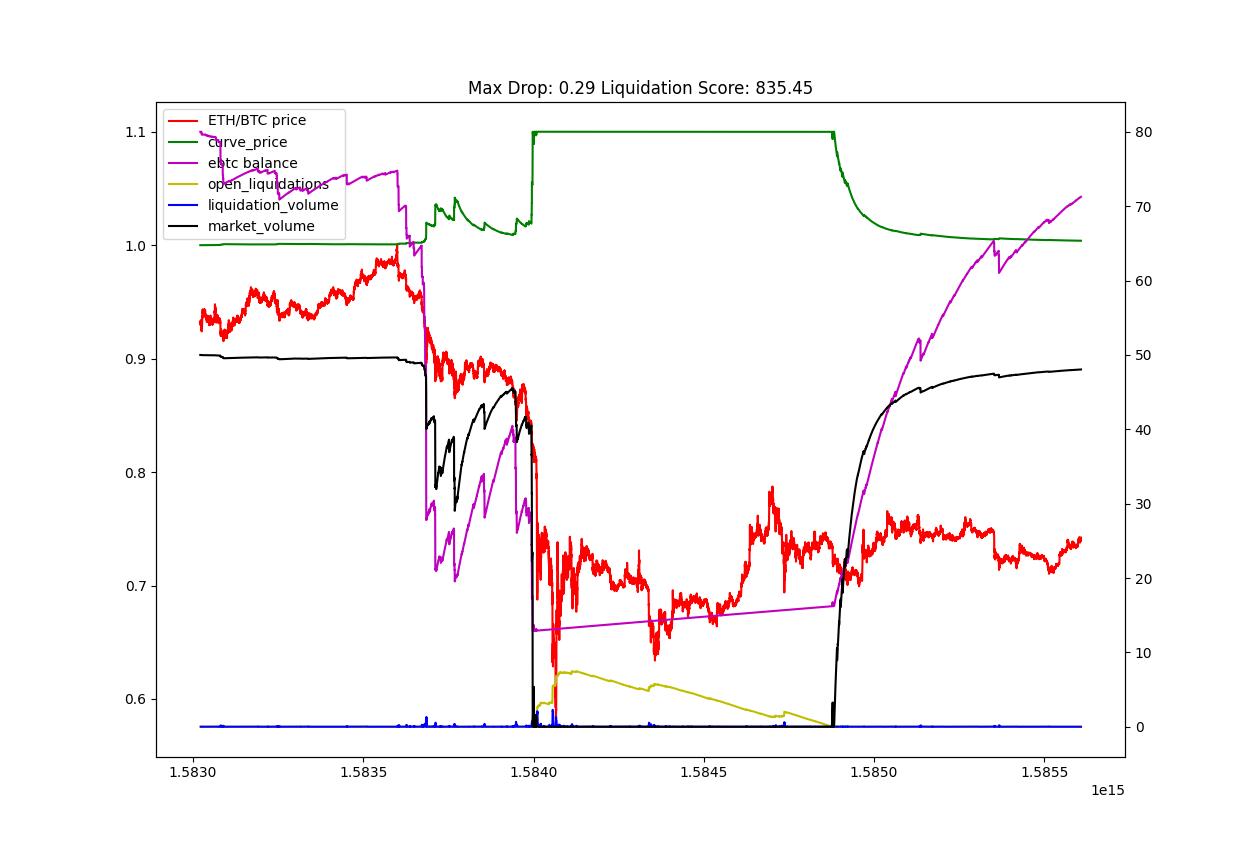 Max Drop: 0.29 Liquidation Score: 835.45
ETH/BTC price
curve_price
ebtc balance
open_liquidations
liquidation_volume
market_volume
1.1
1.0
0.9
0.8
0.7
0.6
80
70
60
50
40
30
20
10
0
1.5830 1.5835 1.5840 1.5845 1.5850 1.5855
1e15